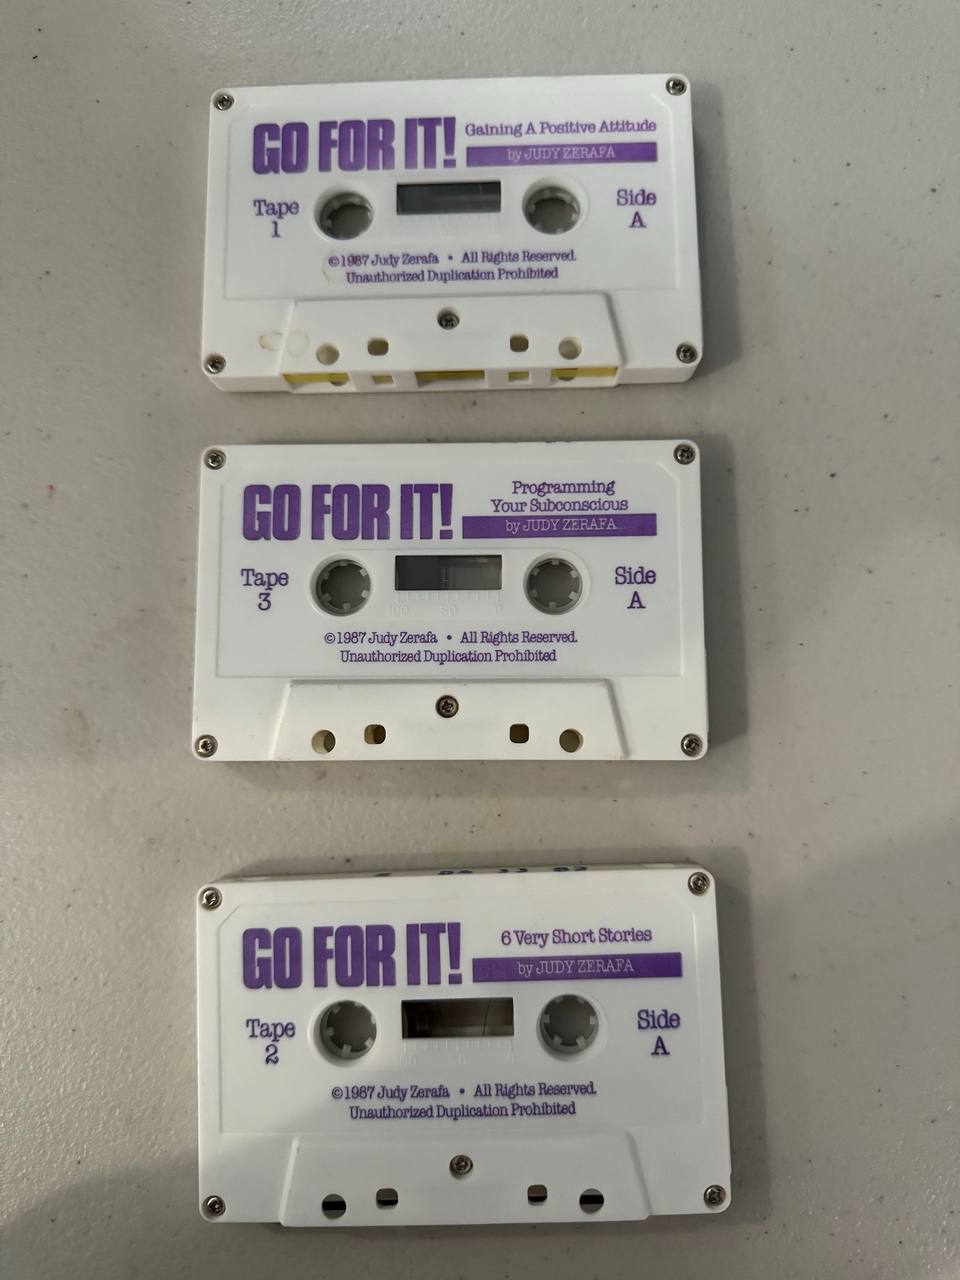 GO FOR IT!
Gaining A Positive Attitude
by JUDY ZERAFA
Tape
1
Side
A
©1987 Judy Zerafa • All Rights Reserved.
Unauthorized Duplication Prohibited
GO FOR IT!
Programming
Your Subconscious
by JUDY ZERAFA
Tape
3
Side
A
100 50 0
©1987 Judy Zerafa • All Rights Reserved.
Unauthorized Duplication Prohibited
GO FOR IT!
6 Very Short Stories
by JUDY ZERAFA
Tape
2
Side
A
©1987 Judy Zerafa • All Rights Reserved.
Unauthorized Duplication Prohibited